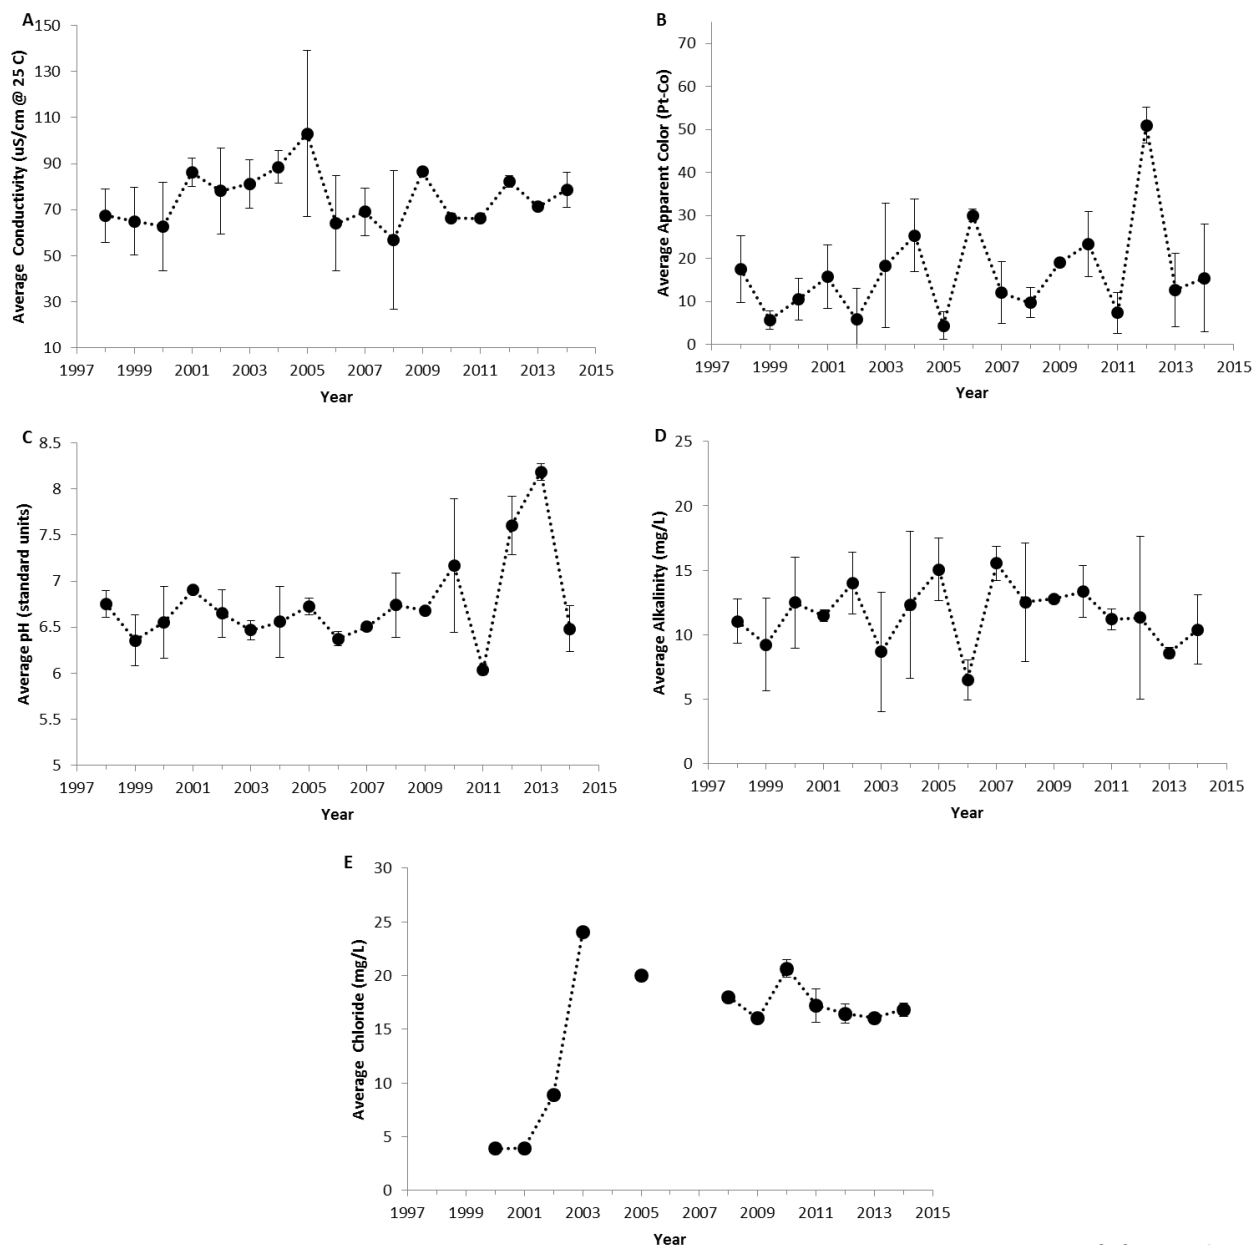 A
150
130
110
90
70
50
30
10
Average Conductivity (uS/cm @ 25 C)
1997 1999 2001 2003 2005 2007 2009 2011 2013 2015
Year
B
70
60
50
40
30
20
10
0
Average Apparent Color (Pt-Co)
1997 1999 2001 2003 2005 2007 2009 2011 2013 2015
Year
C
8.5
8
7.5
7
6.5
6
5.5
5
Average pH (standard units)
1997 1999 2001 2003 2005 2007 2009 2011 2013 2015
Year
D
25
20
15
10
5
0
Average Alkalinity (mg/L)
1997 1999 2001 2003 2005 2007 2009 2011 2013 2015
Year
E
30
25
20
15
10
5
0
Average Chloride (mg/L)
1997 1999 2001 2003 2005 2007 2009 2011 2013 2015
Year